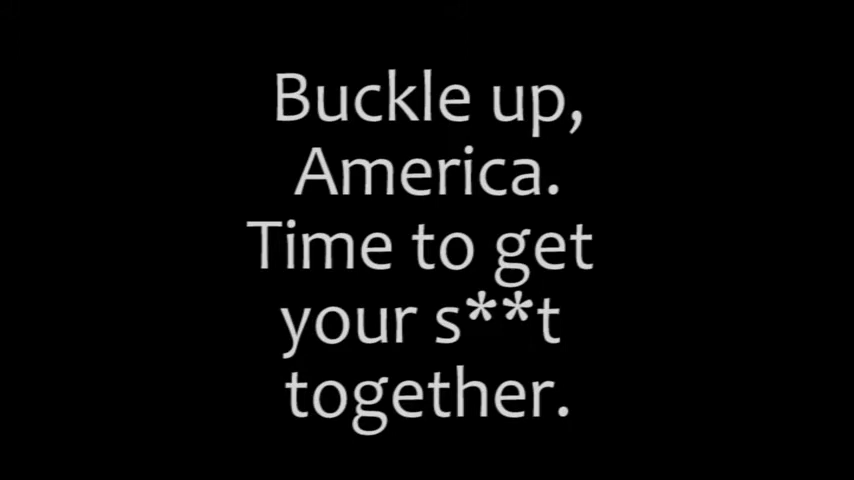 Buckle up,
America.
Time to get
your s**t
together.